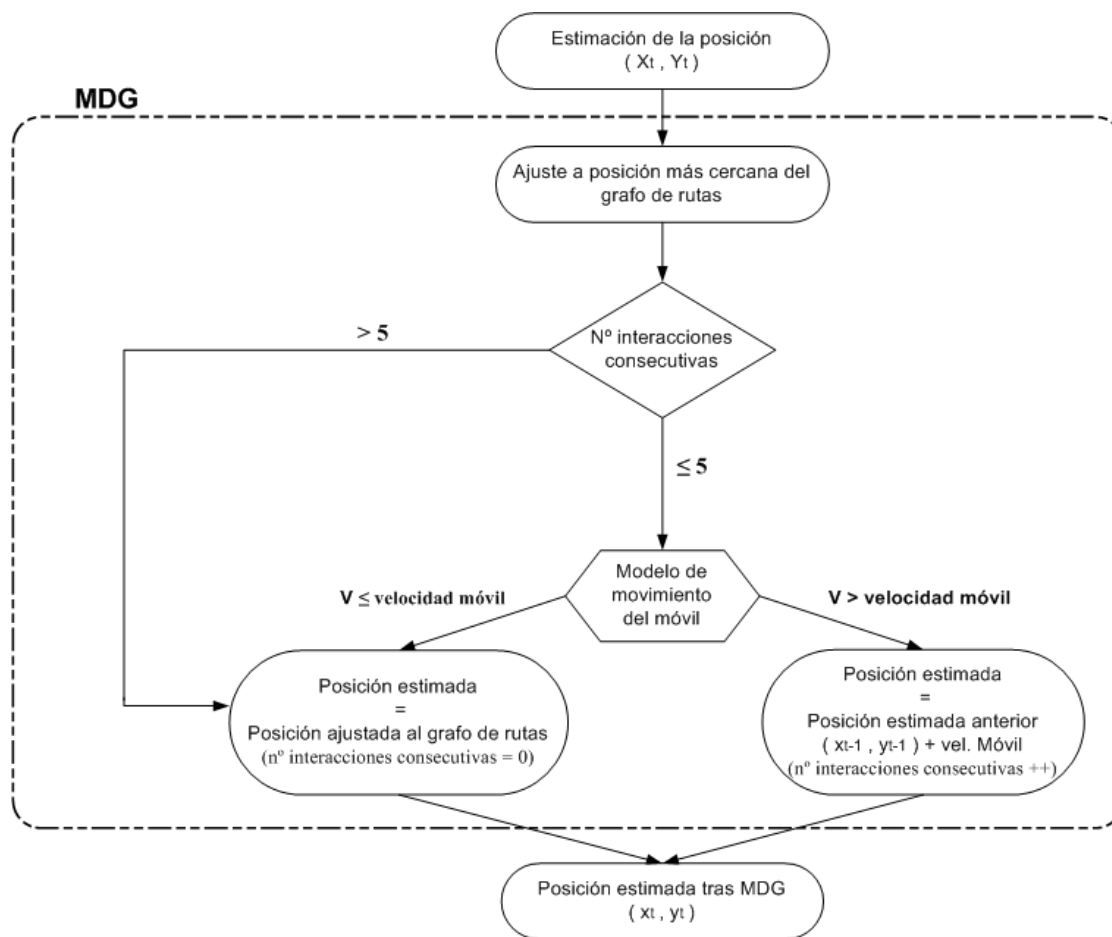 Estimación de la posición
( Xt , Yt )
MDG
Ajuste a posición más cercana del
grafo de rutas
> 5
Nº interacciones
consecutivas
≤ 5
Modelo de
movimiento
del móvil
V ≤ velocidad móvil
V > velocidad móvil
Posición estimada
=
Posición ajustada al grafo de rutas
(nº interacciones consecutivas = 0)
Posición estimada
=
Posición estimada anterior
( xt-1 , yt-1 ) + vel. Móvil
(nº interacciones consecutivas ++)
Posición estimada tras MDG
( xt , yt )